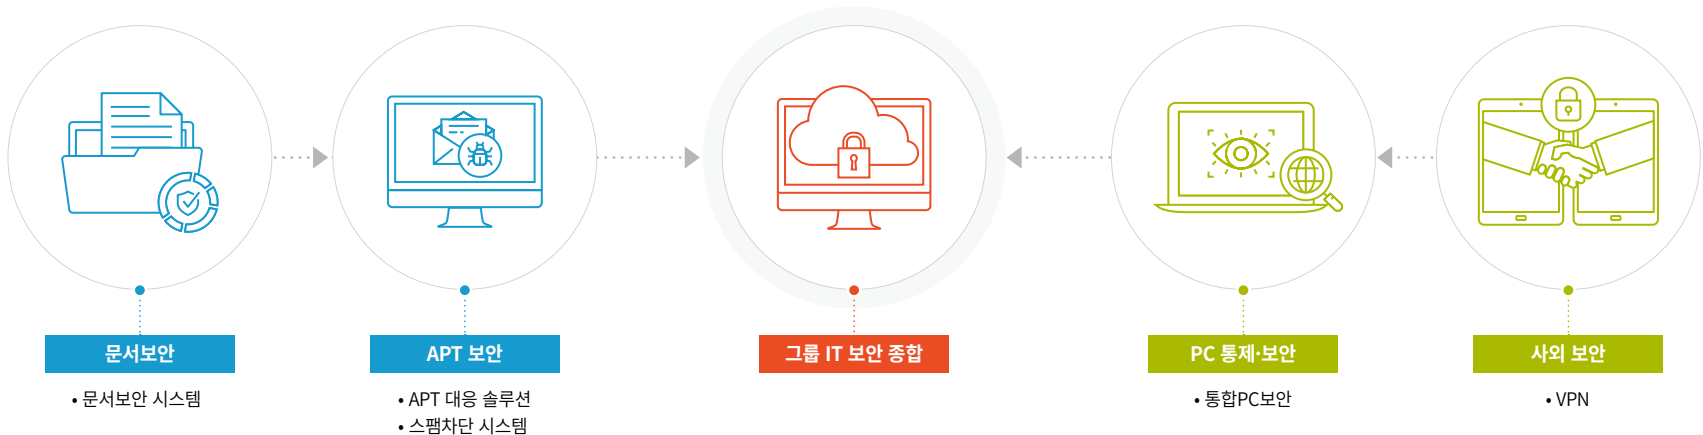 문서보안
• 문서보안 시스템
APT 보안
• APT 대응 솔루션
• 스팸차단 시스템
그룹 IT 보안 종합
PC 통제·보안
• 통합PC보안
사외 보안
• VPN